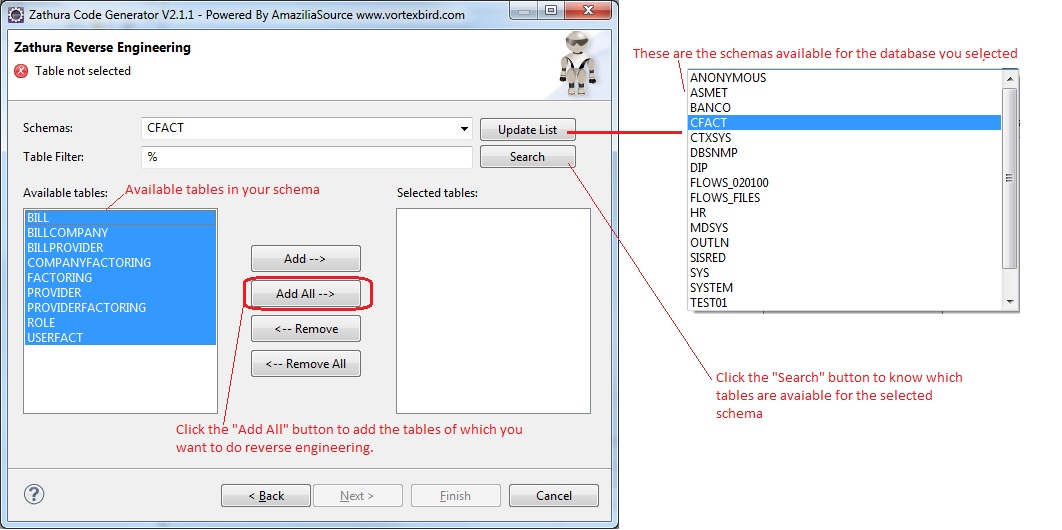 Zathura Code Generator V2.1.1 - Powered By AmaziliaSource www.vortexbird.com
Zathura Reverse Engineering
Table not selected
These are the schemas available for the database you selected
ANONYMOUS
ASMET
BANCO
CFACT
CTXSYS
DBSNMP
DIP
FLOWS_020100
FLOWS_FILES
HR
MDSYS
OUTLN
SISRED
SYS
SYSTEM
TEST01
Schemas:
CFACT
Update List
Table Filter:
%
Search
Available tables:
Available tables in your schema
Selected tables:
BILL
BILLCOMPANY
BILLPROVIDER
COMPANYFACTORING
FACTORING
PROVIDER
PROVIDERFACTORING
ROLE
USERFACT
Add -->
Add All -->
<-- Remove
<-- Remove All
Click the "Search" button to know which
tables are avaiable for the selected
schema
Click the "Add All" button to add the tables of which you
want to do reverse engineering.
?
< Back
Next >
Finish
Cancel